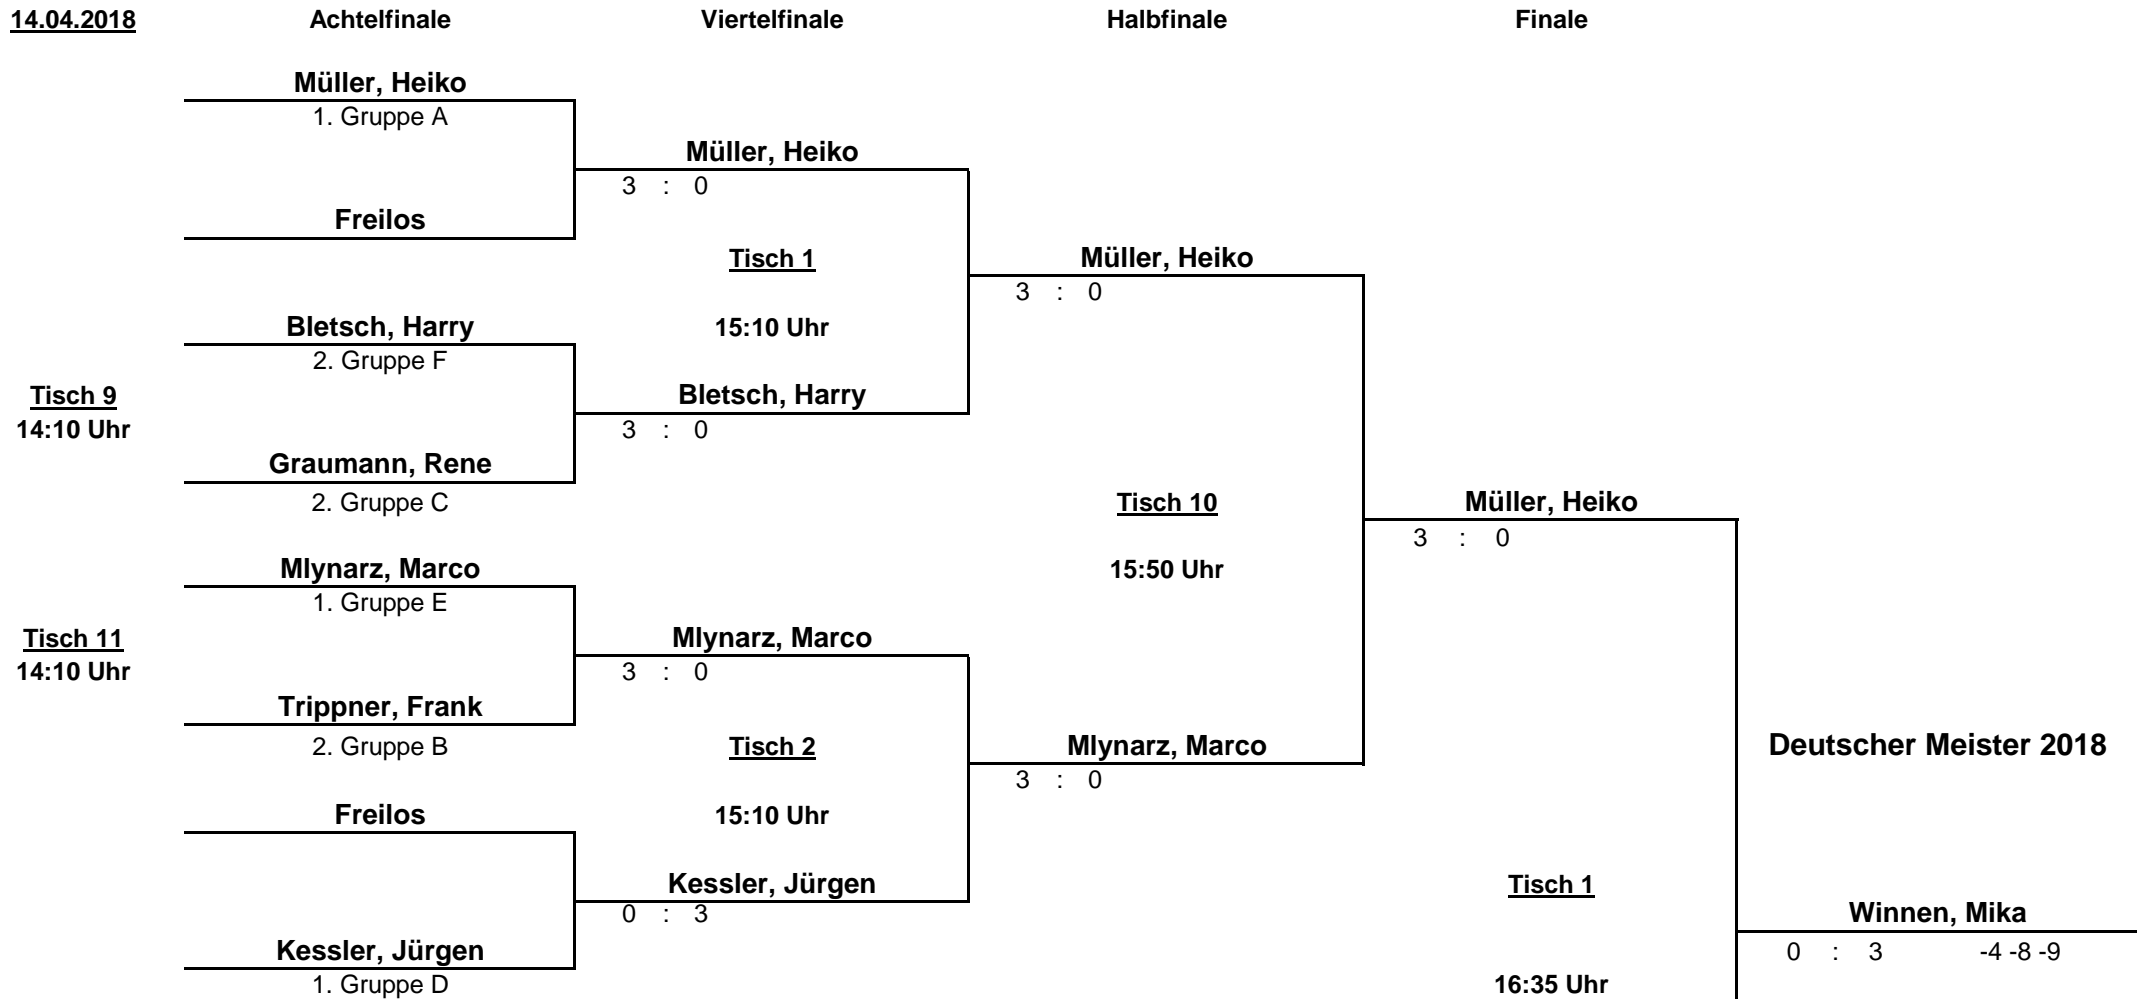 14.04.2018 Achtelfinale Viertelfinale Halbfinale Finale
Müller, Heiko
1. Gruppe A
Müller, Heiko
3 : 0
Freilos
Tisch 1 Müller, Heiko
3 : 0
Bletsch, Harry 15:10 Uhr
2. Gruppe F
Tisch 9 Bletsch, Harry
14:10 Uhr 3 : 0
Graumann, Rene
2. Gruppe C Tisch 10 Müller, Heiko
3 : 0
Mlynarz, Marco 15:50 Uhr
1. Gruppe E
Tisch 11 Mlynarz, Marco
14:10 Uhr 3 : 0
Trippner, Frank
2. Gruppe B Tisch 2 Mlynarz, Marco Deutscher Meister 2018
3 : 0
Freilos 15:10 Uhr
Kessler, Jürgen Tisch 1
0 : 3 Winnen, Mika
Kessler, Jürgen 0 : 3 -4 -8 -9
1. Gruppe D 16:35 Uhr